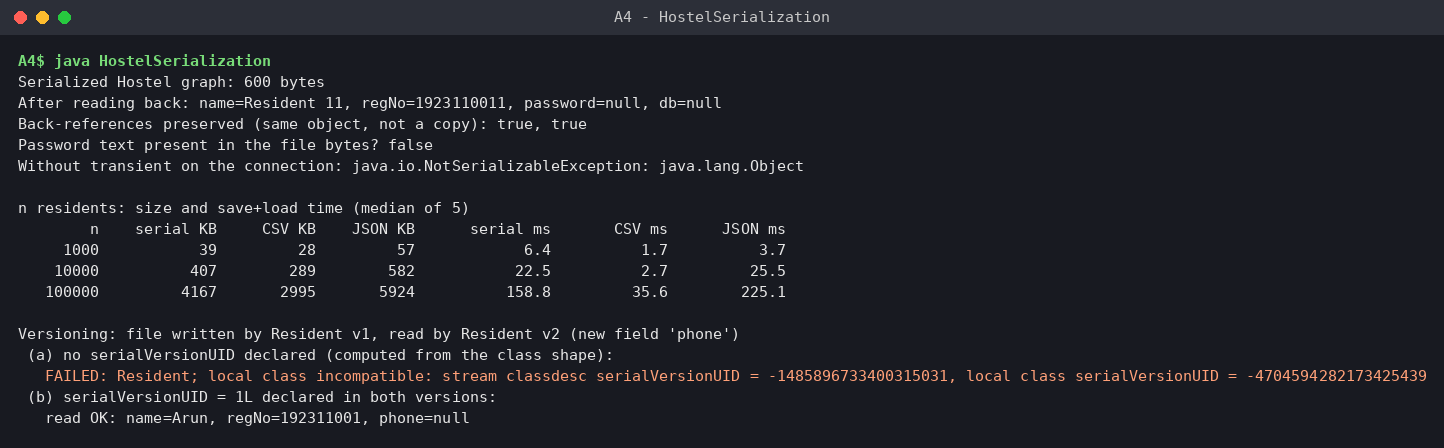 A4 - HostelSerialization
A4$ java HostelSerialization
Serialized Hostel graph: 600 bytes
After reading back: name=Resident 11, regNo=1923110011, password=null, db=null
Back-references preserved (same object, not a copy): true, true
Password text present in the file bytes? false
Without transient on the connection: java.io.NotSerializableException: java.lang.Object
n residents: size and save+load time (median of 5)
n    serial KB     CSV KB    JSON KB      serial ms       CSV ms      JSON ms
1000           39         28         57            6.4          1.7          3.7
10000          407        289        582           22.5          2.7         25.5
100000         4167       2995       5924          158.8         35.6        225.1
Versioning: file written by Resident v1, read by Resident v2 (new field 'phone')
(a) no serialVersionUID declared (computed from the class shape):
FAILED: Resident; local class incompatible: stream classdesc serialVersionUID = -1485896733400315031, local class serialVersionUID = -4704594282173425439
(b) serialVersionUID = 1L declared in both versions:
read OK: name=Arun, regNo=192311001, phone=null